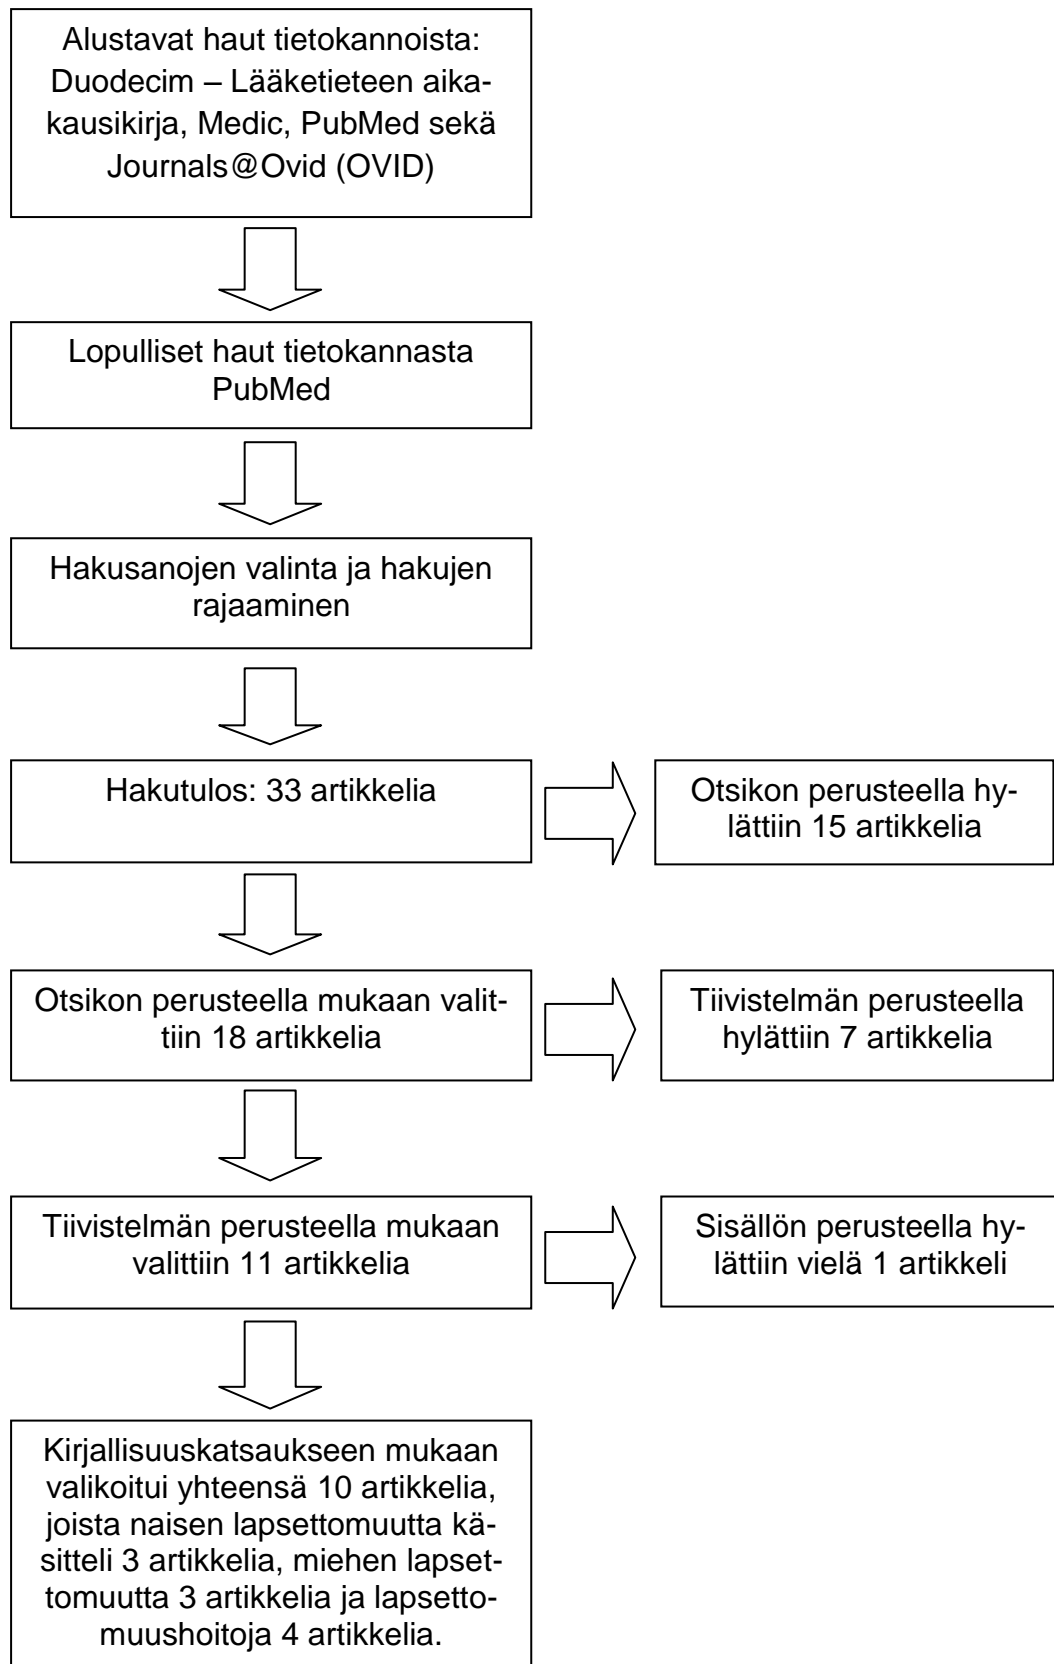 Alustavat haut tietokannoista:
Duodecim – Lääketieteen aika-
kausikirja, Medic, PubMed sekä
Journals@Ovid (OVID)
Lopulliset haut tietokannasta
PubMed
Hakusanojen valinta ja hakujen
rajaaminen
Hakutulos: 33 artikkelia
Otsikon perusteella hy-
lättiin 15 artikkelia
Otsikon perusteella mukaan valit-
tiin 18 artikkelia
Tiivistelmän perusteella
hylättiin 7 artikkelia
Tiivistelmän perusteella mukaan
valittiin 11 artikkelia
Sisällön perusteella hy-
lättiin vielä 1 artikkeli
Kirjallisuuskatsaukseen mukaan
valikoitui yhteensä 10 artikkelia,
joista naisen lapsettomuutta kä-
sitteli 3 artikkelia, miehen lapset-
tomuutta 3 artikkelia ja lapsetto-
muushoitoja 4 artikkelia.